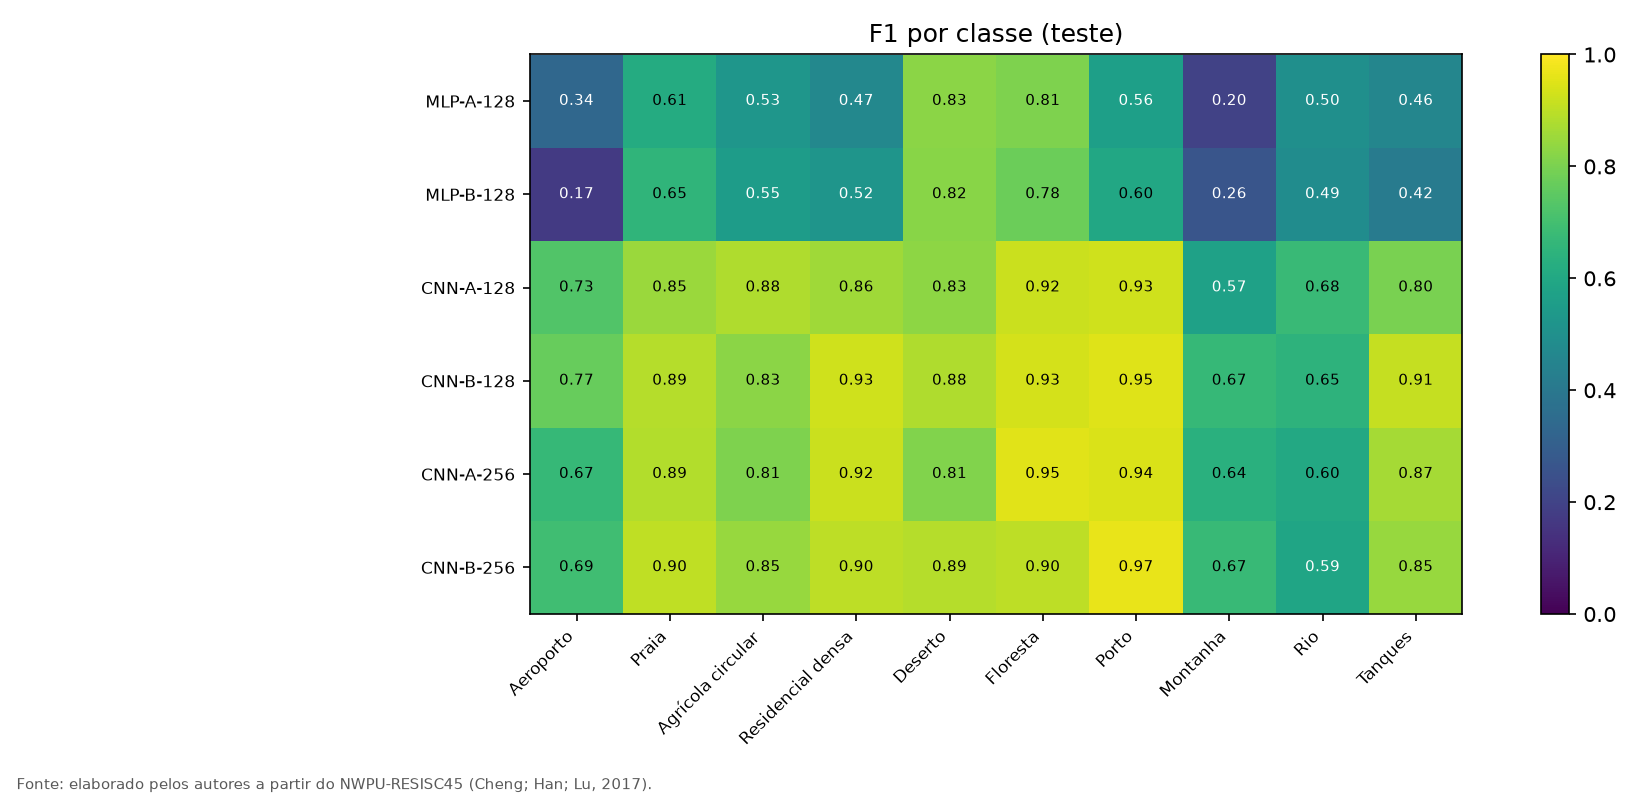 F1 por classe (teste)
MLP-A-128 0.34 0.61 0.53 0.47 0.83 0.81 0.56 0.20 0.50 0.46
MLP-B-128 0.17 0.65 0.55 0.52 0.82 0.78 0.60 0.26 0.49 0.42
CNN-A-128 0.73 0.85 0.88 0.86 0.83 0.92 0.93 0.57 0.68 0.80
CNN-B-128 0.77 0.89 0.83 0.93 0.88 0.93 0.95 0.67 0.65 0.91
CNN-A-256 0.67 0.89 0.81 0.92 0.81 0.95 0.94 0.64 0.60 0.87
CNN-B-256 0.69 0.90 0.85 0.90 0.89 0.90 0.97 0.67 0.59 0.85
Aeroporto
Praia
Agrícola circular
Residencial densa
Deserto
Floresta
Porto
Montanha
Rio
Tanques
1.0
0.8
0.6
0.4
0.2
0.0
Fonte: elaborado pelos autores a partir do NWPU-RESISC45 (Cheng; Han; Lu, 2017).